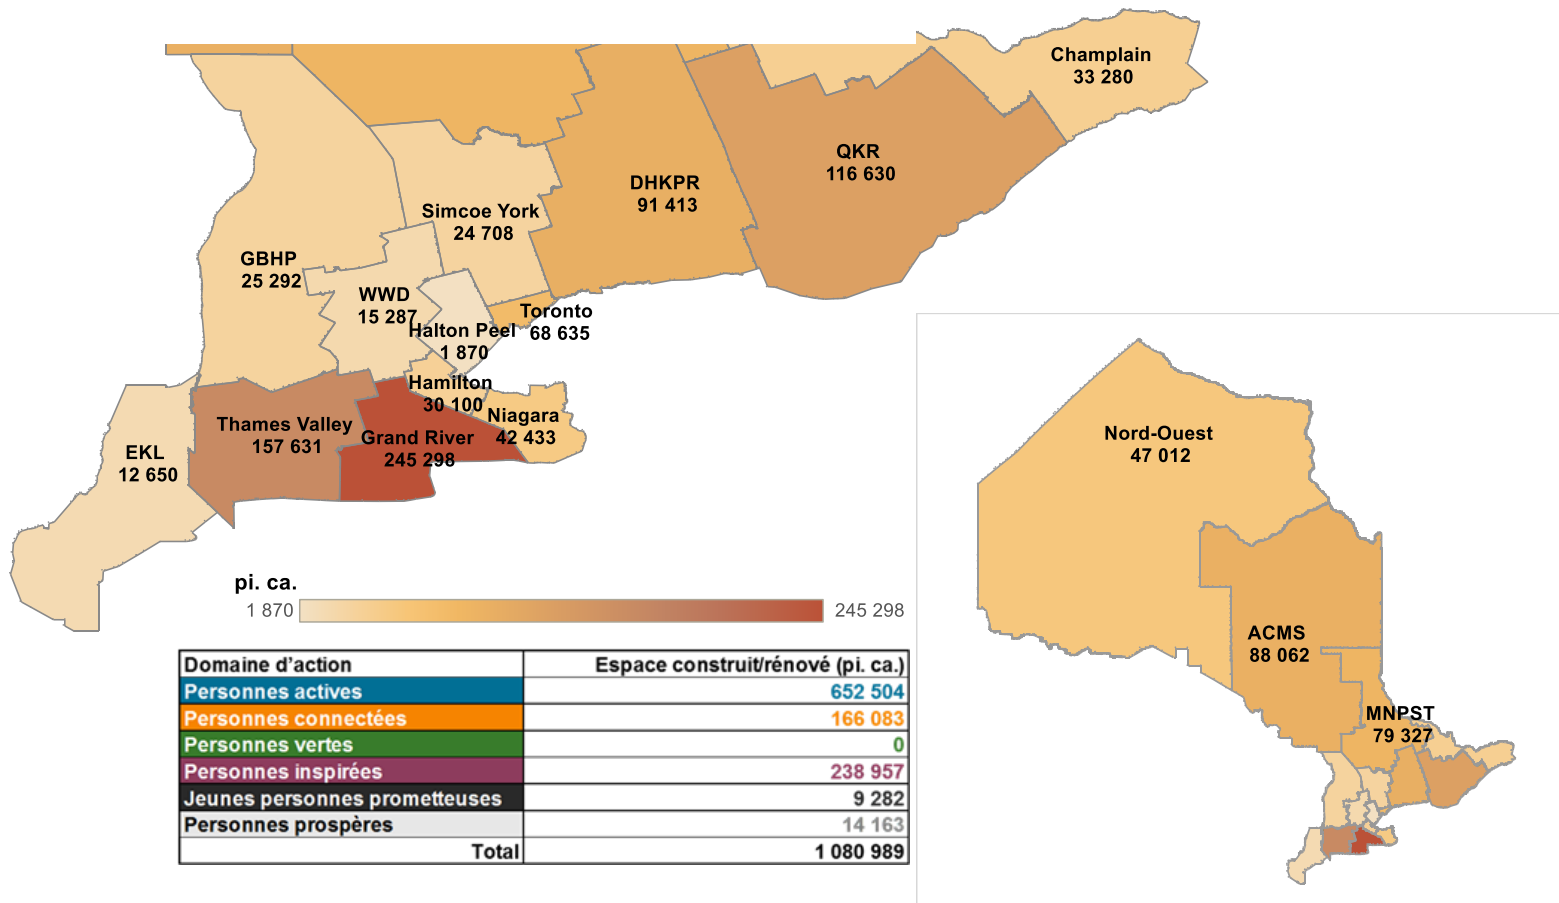 Champlain
33 280
QKR
116 630
DHKPR
91 413
Simcoe York
24 708
GBHP
25 292
WWD
15 287
Toronto
68 635
Halton Peel
1 870
Hamilton
30 100
Niagara
42 433
Thames Valley
157 631
Grand River
245 298
EKL
12 650
Nord-Ouest
47 012
ACMS
88 062
MNPST
79 327
pi. ca.
1 870 245 298
Domaine d'action Espace construit/rénové (pi. ca.)
Personnes actives 652 504
Personnes connectées 166 083
Personnes vertes 0
Personnes inspirées 238 957
Jeunes personnes prometteuses 9 282
Personnes prospères 14 163
Total 1 080 989